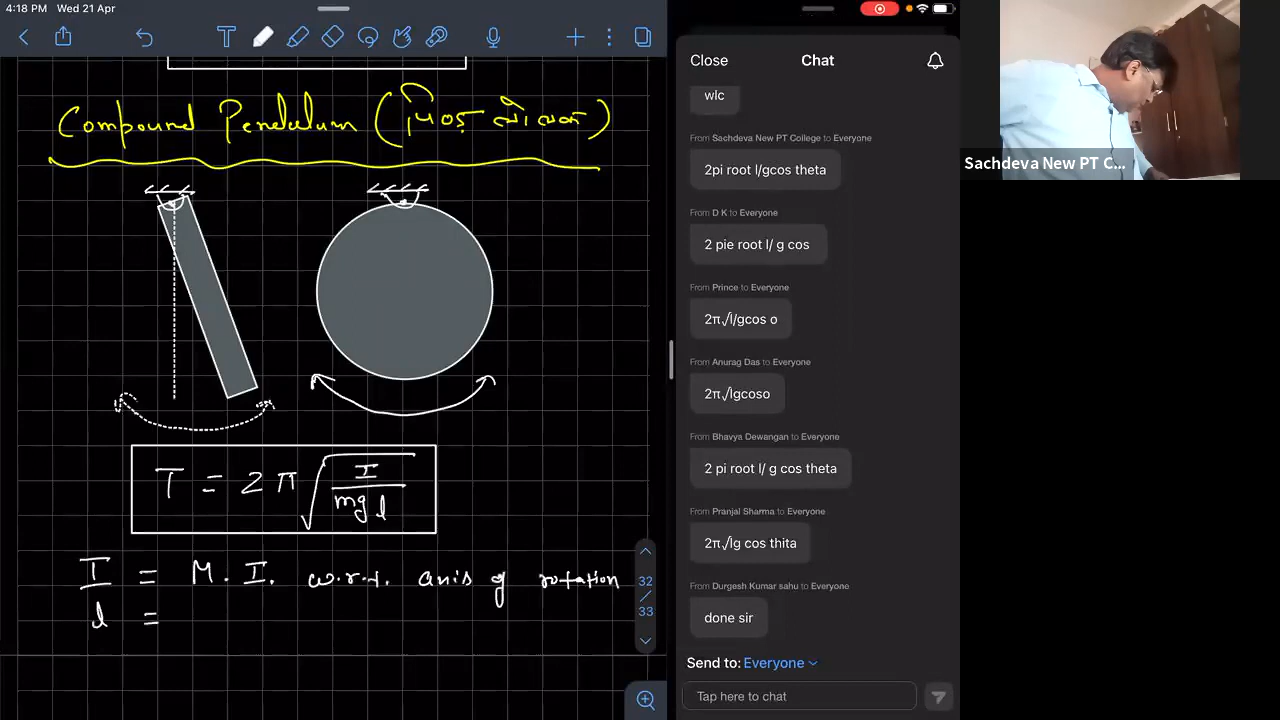 4:18 PM Wed 21 Apr
Compound Pendulum (पिंड लोलक)
T = 2π √ I / mgl
I = M.I. w.r.t. axis of rotation
l =
32
/
33
Close Chat
wlc
From Sachdeva New PT College to Everyone
2pi root l/gcos theta
From D K to Everyone
2 pie root l/ g cos
From Prince to Everyone
2π√l/gcos o
From Anurag Das to Everyone
2π√lgcoso
From Bhavya Dewangan to Everyone
2 pi root l/ g cos theta
From Pranjal Sharma to Everyone
2π√lg cos thita
From Durgesh Kumar sahu to Everyone
done sir
Send to: Everyone
Tap here to chat
Sachdeva New PT C...